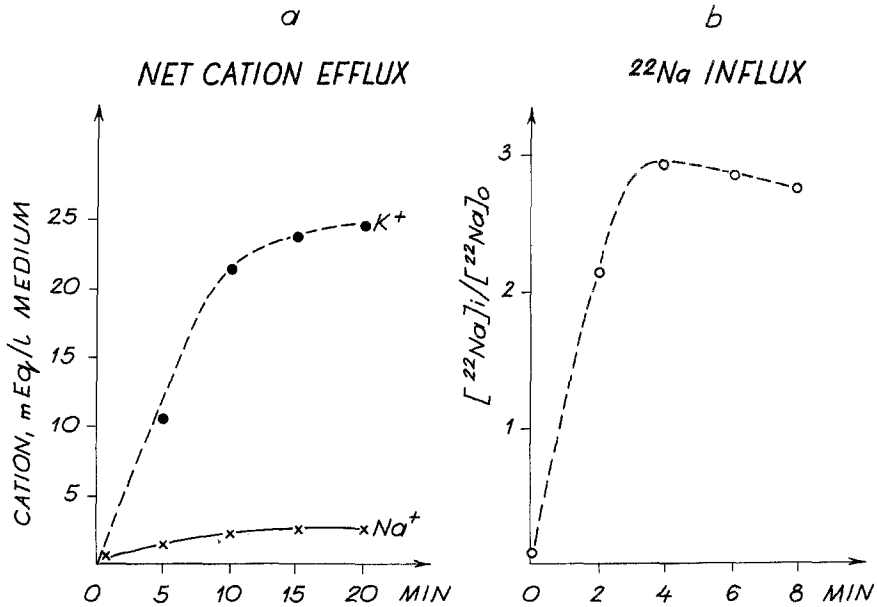 a
NET CATION EFFLUX
CATION, mEq/l MEDIUM
25
20
15
10
5
0 5 10 15 20 MIN
K+
Na+
b
²²Na INFLUX
[²²Na]i/[²²Na]o
3
2
1
0 2 4 6 8 MIN